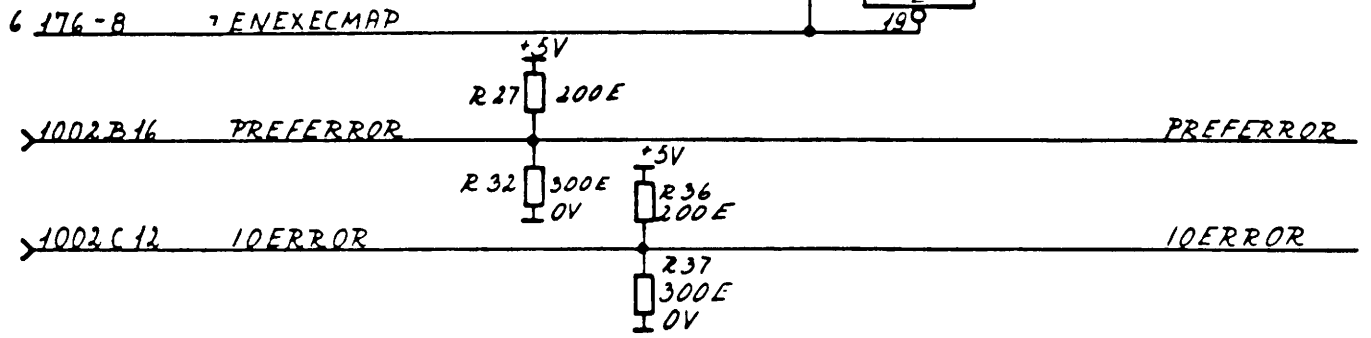 6 176-8 ¬ENEXECMAP 19
+5V
R27 200E
1002B16 PREFERROR PREFERROR
+5V
R32 300E R36
0V 200E
1002C12 IOERROR IOERROR
R37
300E
0V